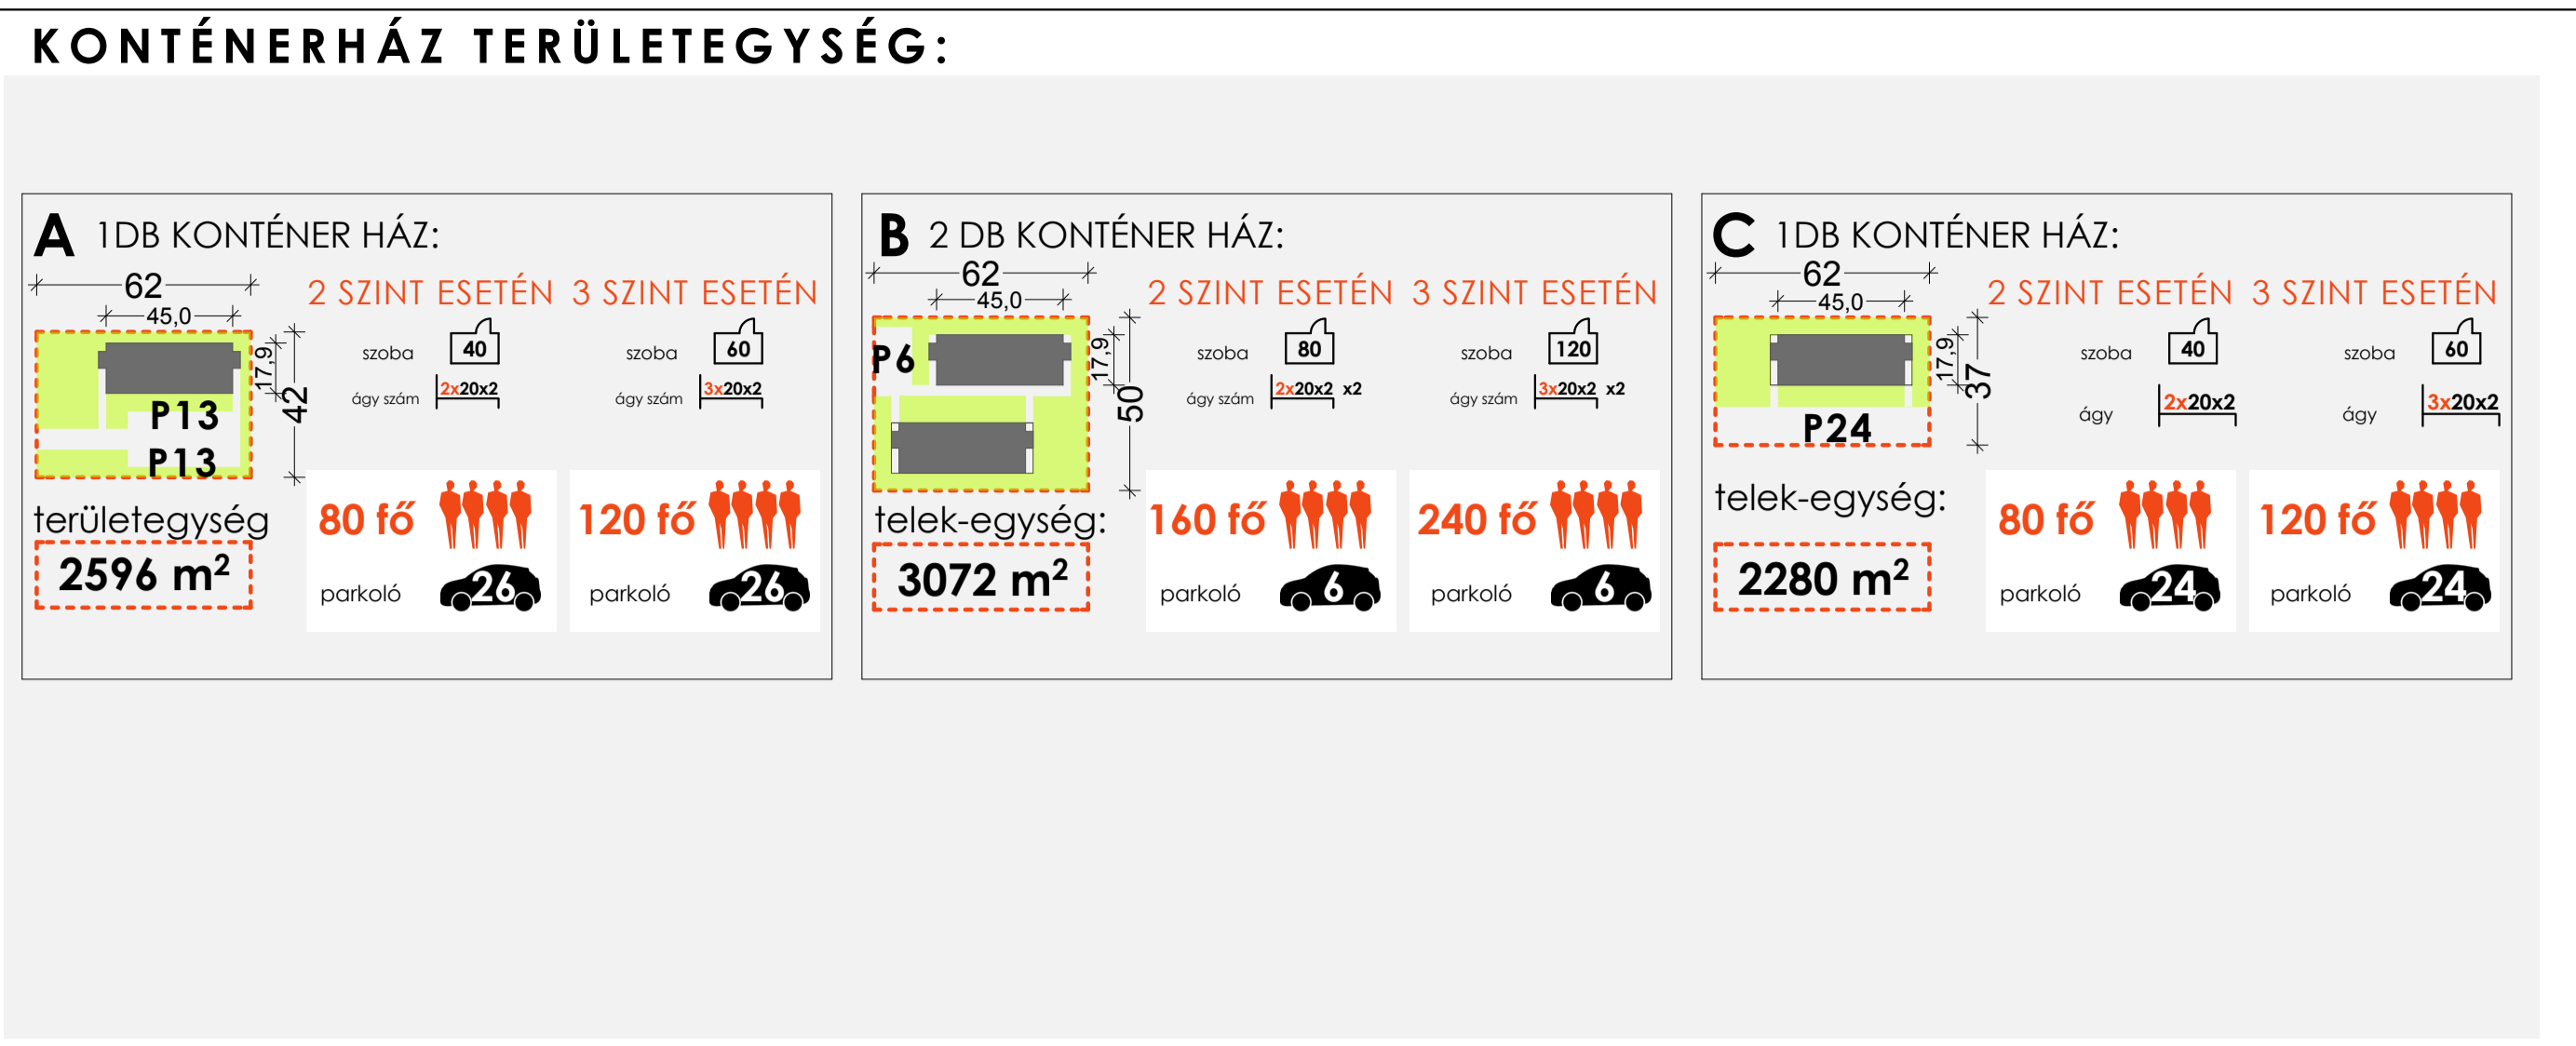 KONTÉNERHÁZ TERÜLETEGYSÉG:
A 1DB KONTÉNER HÁZ:
62
45,0
17,9
42
P13
P13
területegység
2596 m²
2 SZINT ESETÉN
szoba 40
ágy szám 2x20x2
80 fő
parkoló 26
3 SZINT ESETÉN
szoba 60
ágy szám 3x20x2
120 fő
parkoló 26
B 2 DB KONTÉNER HÁZ:
62
45,0
17,9
50
P6
telek-egység:
3072 m²
2 SZINT ESETÉN
szoba 80
ágy szám 2x20x2 x2
160 fő
parkoló 6
3 SZINT ESETÉN
szoba 120
ágy szám 3x20x2 x2
240 fő
parkoló 6
C 1DB KONTÉNER HÁZ:
62
45,0
17,9
37
P24
telek-egység:
2280 m²
2 SZINT ESETÉN
szoba 40
ágy 2x20x2
80 fő
parkoló 24
3 SZINT ESETÉN
szoba 60
ágy 3x20x2
120 fő
parkoló 24